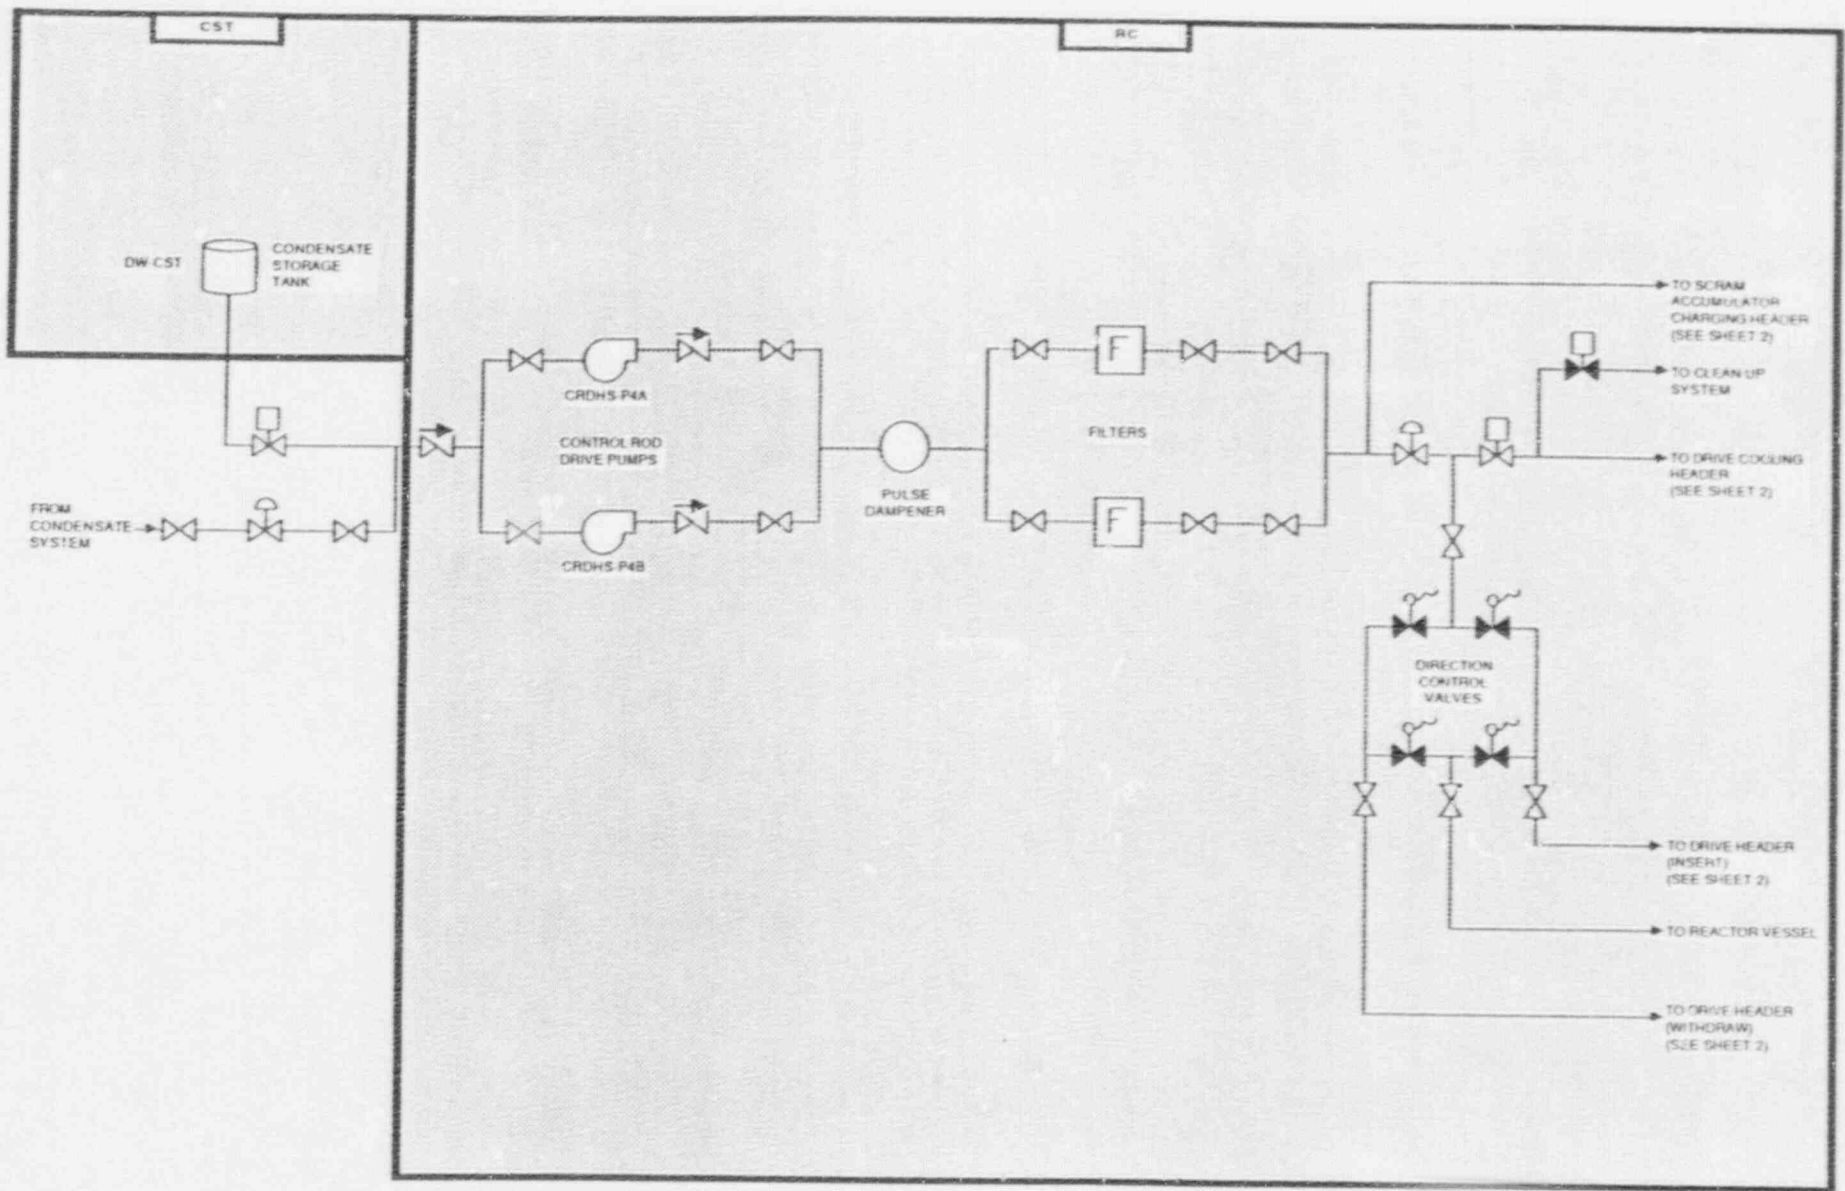 CST
RC
DW-CST
CONDENSATE
STORAGE
TANK
FROM
CONDENSATE
SYSTEM
CRDHS-P4A
CONTROL ROD
DRIVE PUMPS
CRDHS-P4B
PULSE
DAMPENER
F
FILTERS
F
TO SCRAM
ACCUMULATOR
CHARGING HEADER
(SEE SHEET 2)
TO CLEAN UP
SYSTEM
TO DRIVE COOLING
HEADER
(SEE SHEET 2)
DIRECTION
CONTROL
VALVES
TO DRIVE HEADER
(INSERT)
(SEE SHEET 2)
TO REACTOR VESSEL
TO DRIVE HEADER
(WITHDRAW)
(SEE SHEET 2)